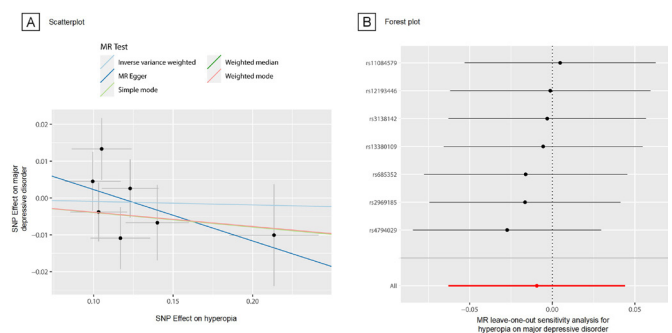 A Scatterplot
MR Test
Inverse variance weighted
MR Egger
Simple mode
Weighted median
Weighted mode
SNP Effect on major
depressive disorder
0.02
0.01
0.00
−0.01
−0.02
0.10
0.15
0.20
SNP Effect on hyperopia
B Forest plot
rs11084579
rs12193446
rs3138142
rs13380109
rs685352
rs2969185
rs4794029
All
−0.05
0.00
0.05
MR leave-one-out sensitivity analysis for
hyperopia on major depressive disorder